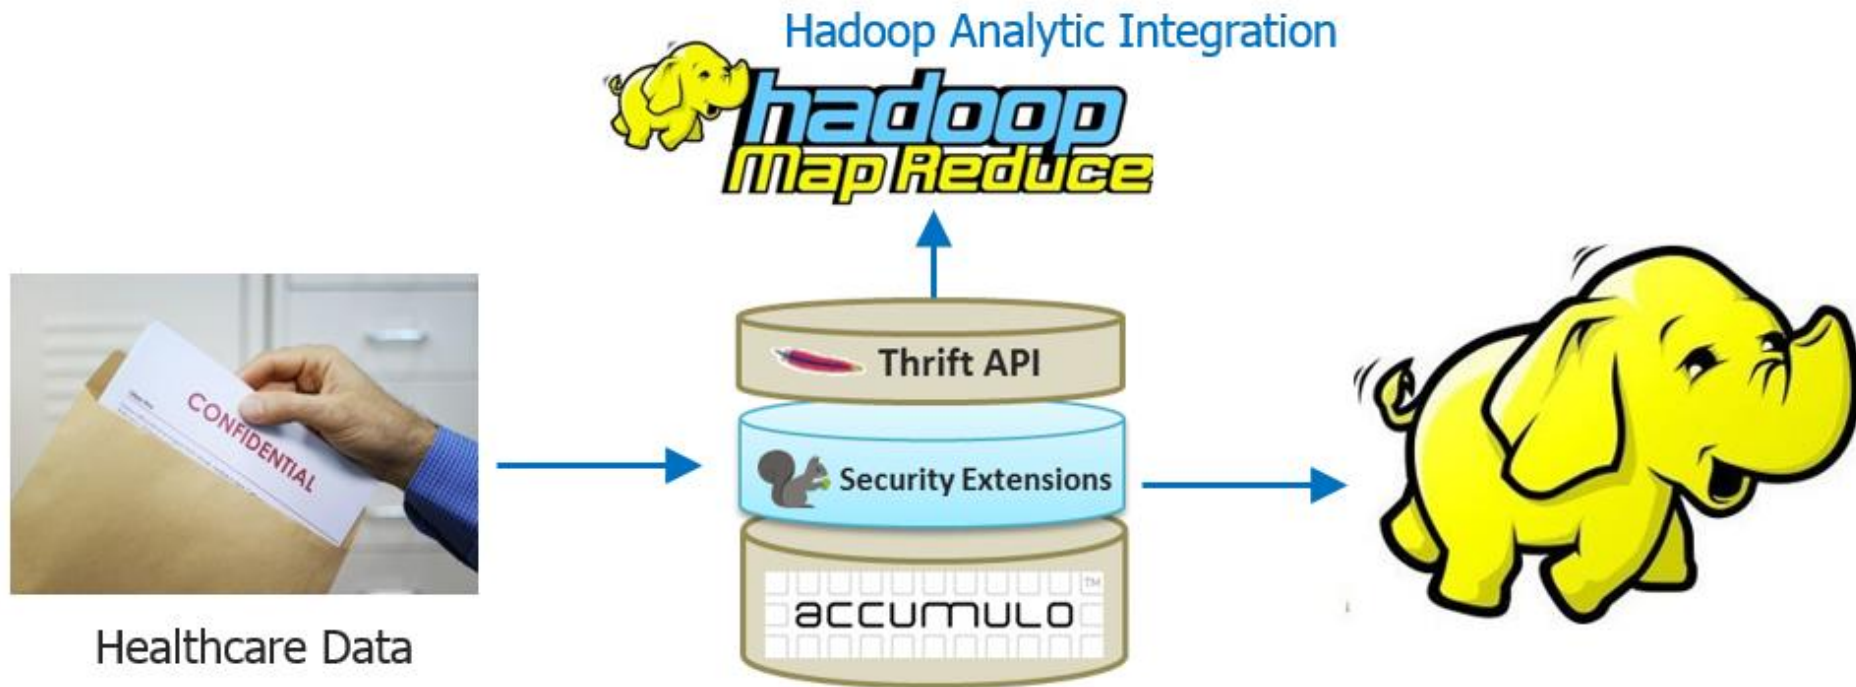 Hadoop Analytic Integration
hadoop
Map Reduce
CONFIDENTIAL
Thrift API
Security Extensions
accumulo
TM
Healthcare Data